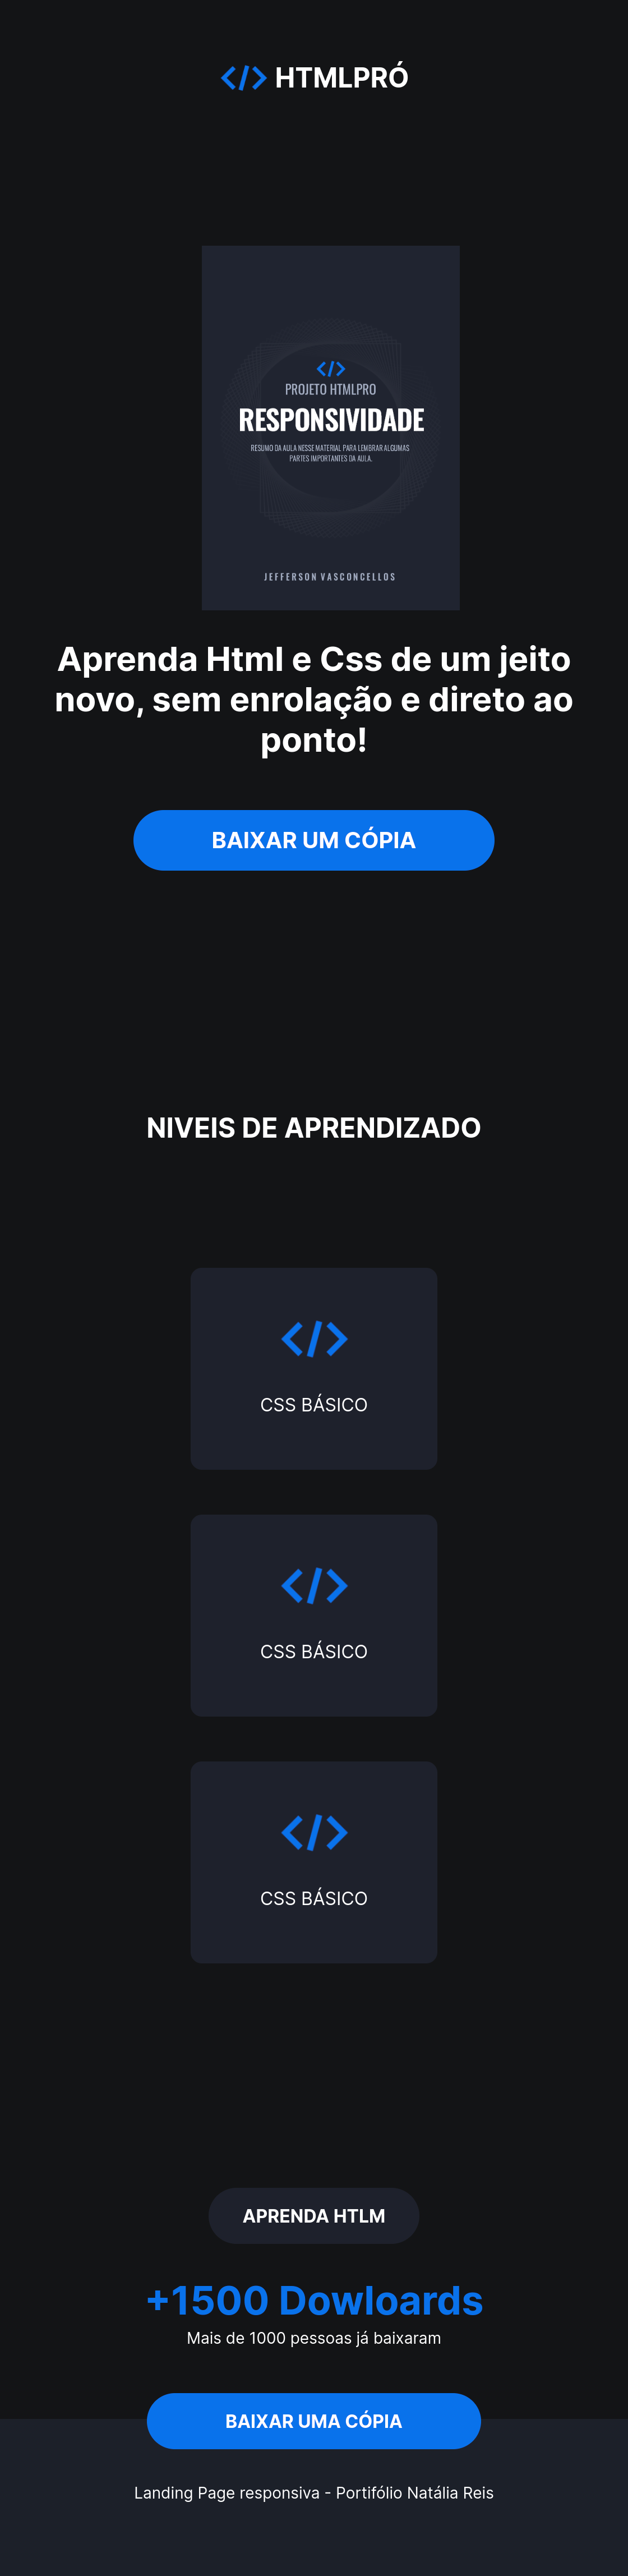 </> HTMLPRÓ
</>
PROJETO HTMLPRO
RESPONSIVIDADE
RESUMO DA AULA NESSE MATERIAL PARA LEMBRAR ALGUMAS
PARTES IMPORTANTES DA AULA.
JEFFERSON VASCONCELLOS
Aprenda Html e Css de um jeito
novo, sem enrolação e direto ao
ponto!
BAIXAR UM CÓPIA
NIVEIS DE APRENDIZADO
</>
CSS BÁSICO
</>
CSS BÁSICO
</>
CSS BÁSICO
APRENDA HTLM
+1500 Dowloards
Mais de 1000 pessoas já baixaram
BAIXAR UMA CÓPIA
Landing Page responsiva - Portifólio Natália Reis